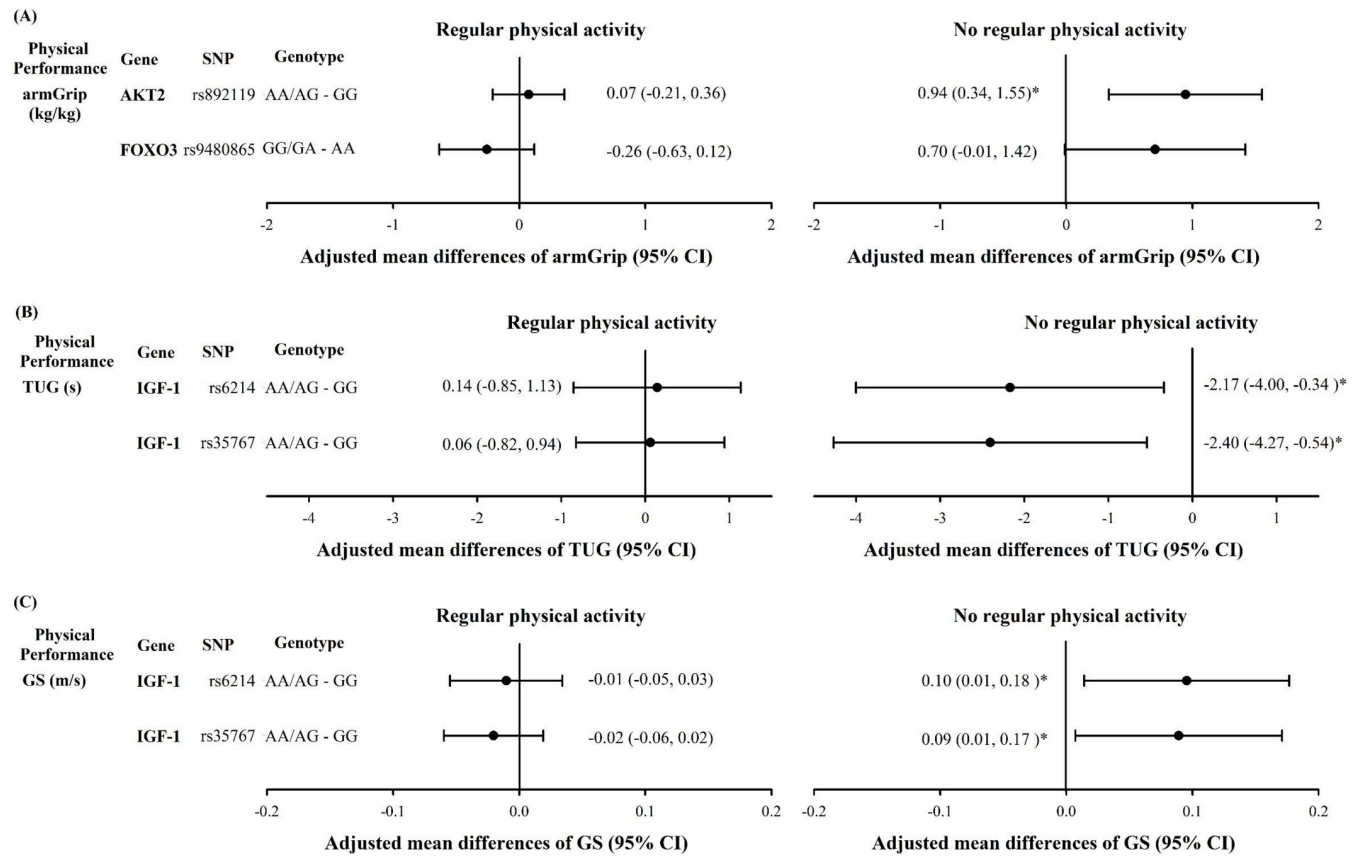 (A)
Regular physical activity
No regular physical activity
Physical
Performance
Gene SNP Genotype
armGrip
(kg/kg)
AKT2 rs892119 AA/AG - GG
0.07 (-0.21, 0.36)
0.94 (0.34, 1.55)*
FOXO3 rs9480865 GG/GA - AA
-0.26 (-0.63, 0.12)
0.70 (-0.01, 1.42)
-2 -1 0 1 2
-2 -1 0 1 2
Adjusted mean differences of armGrip (95% CI)
Adjusted mean differences of armGrip (95% CI)
(B)
Regular physical activity
No regular physical activity
Physical
Performance
Gene SNP Genotype
TUG (s)
IGF-1 rs6214 AA/AG - GG
0.14 (-0.85, 1.13)
-2.17 (-4.00, -0.34 )*
IGF-1 rs35767 AA/AG - GG
0.06 (-0.82, 0.94)
-2.40 (-4.27, -0.54)*
-4 -3 -2 -1 0 1
-4 -3 -2 -1 0 1
Adjusted mean differences of TUG (95% CI)
Adjusted mean differences of TUG (95% CI)
(C)
Regular physical activity
No regular physical activity
Physical
Performance
Gene SNP Genotype
GS (m/s)
IGF-1 rs6214 AA/AG - GG
-0.01 (-0.05, 0.03)
0.10 (0.01, 0.18 )*
IGF-1 rs35767 AA/AG - GG
-0.02 (-0.06, 0.02)
0.09 (0.01, 0.17 )*
-0.2 -0.1 0.0 0.1 0.2
-0.2 -0.1 0.0 0.1 0.2
Adjusted mean differences of GS (95% CI)
Adjusted mean differences of GS (95% CI)